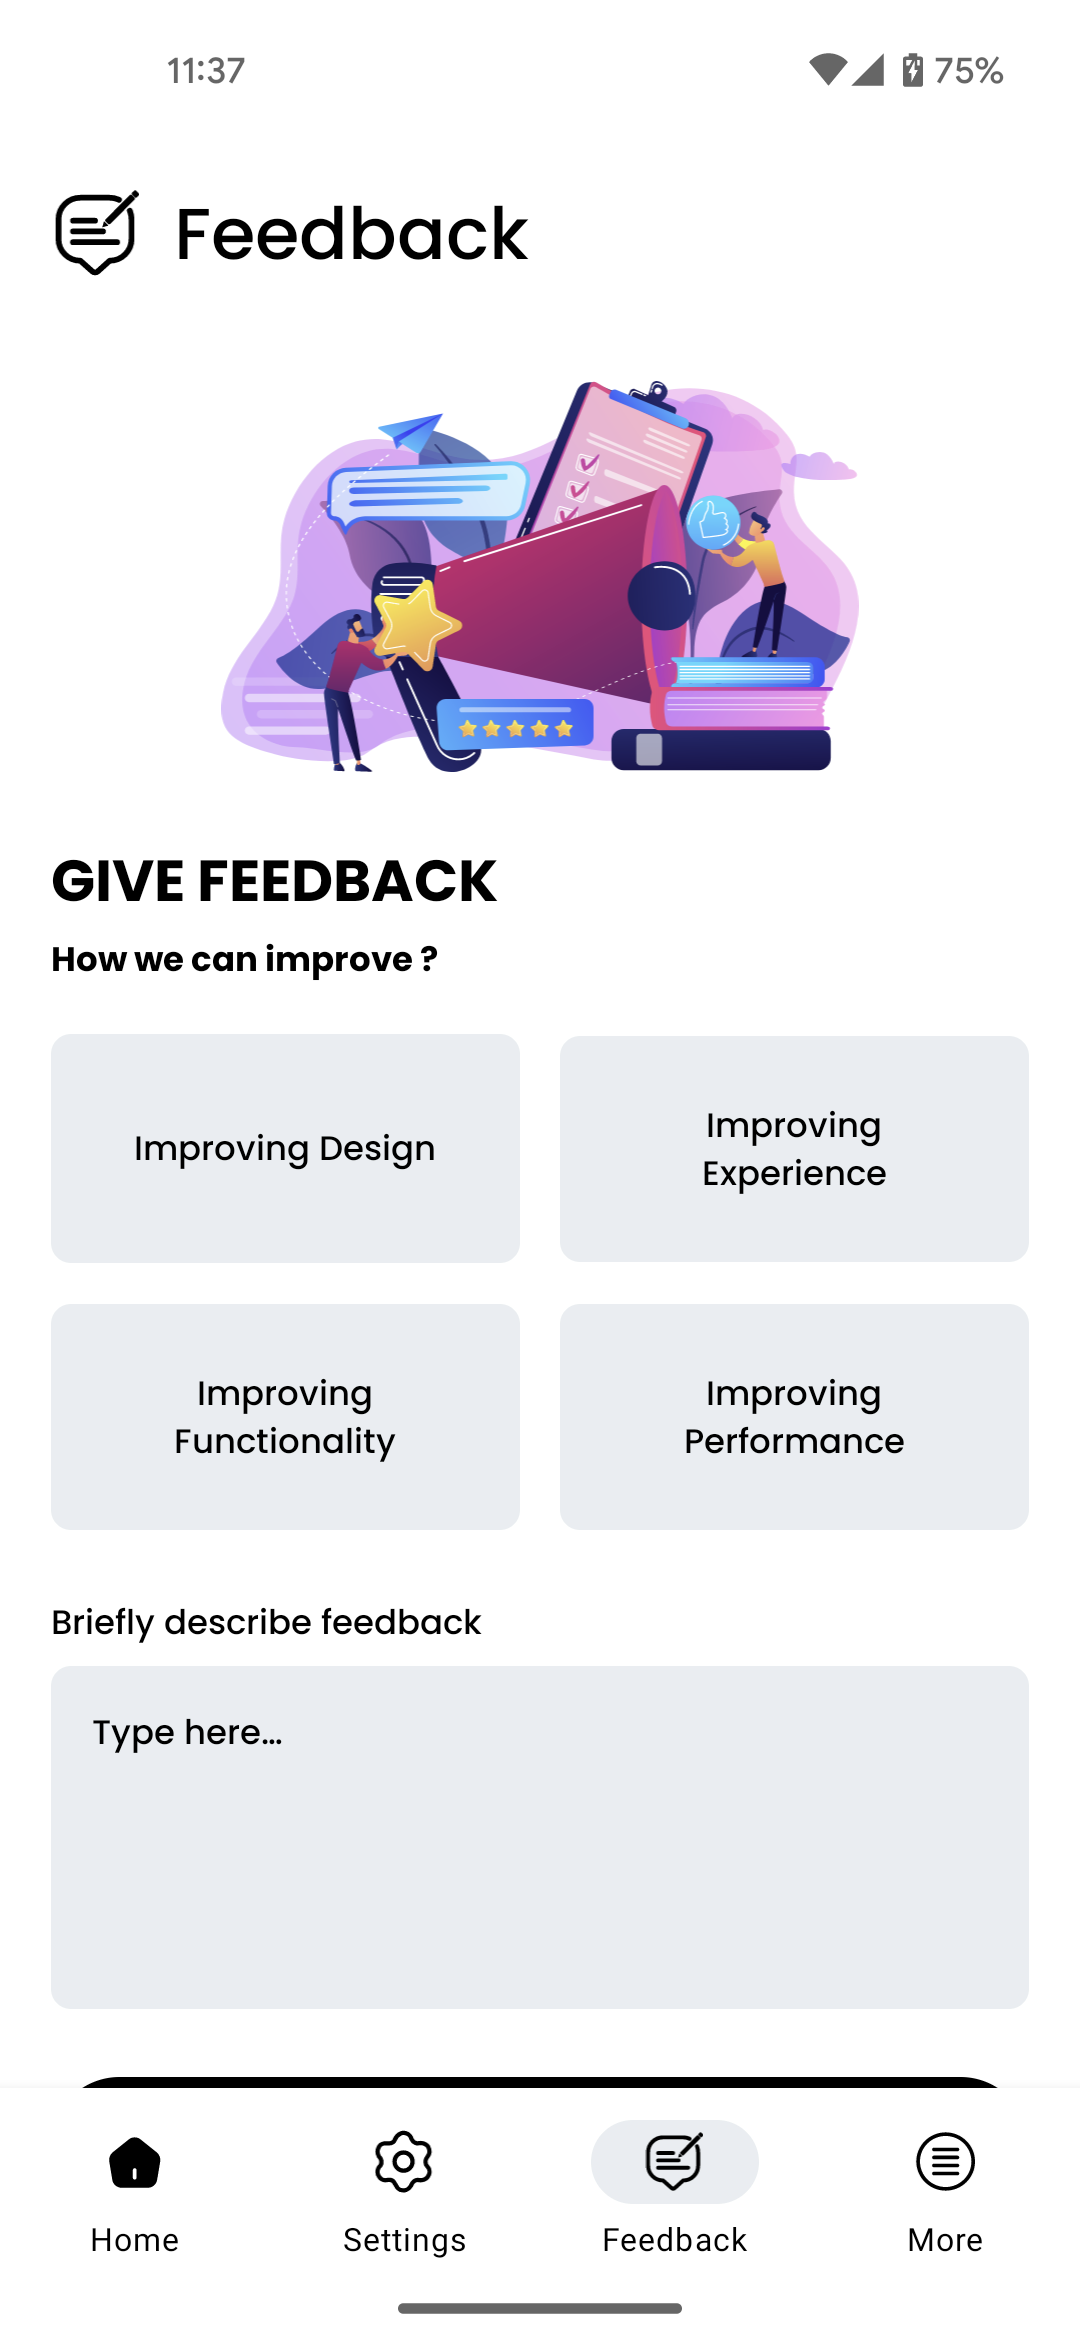 11:37
75%
Feedback
GIVE FEEDBACK
How we can improve ?
Improving Design
Improving
Experience
Improving
Functionality
Improving
Performance
Briefly describe feedback
Type here...
Home
Settings
Feedback
More